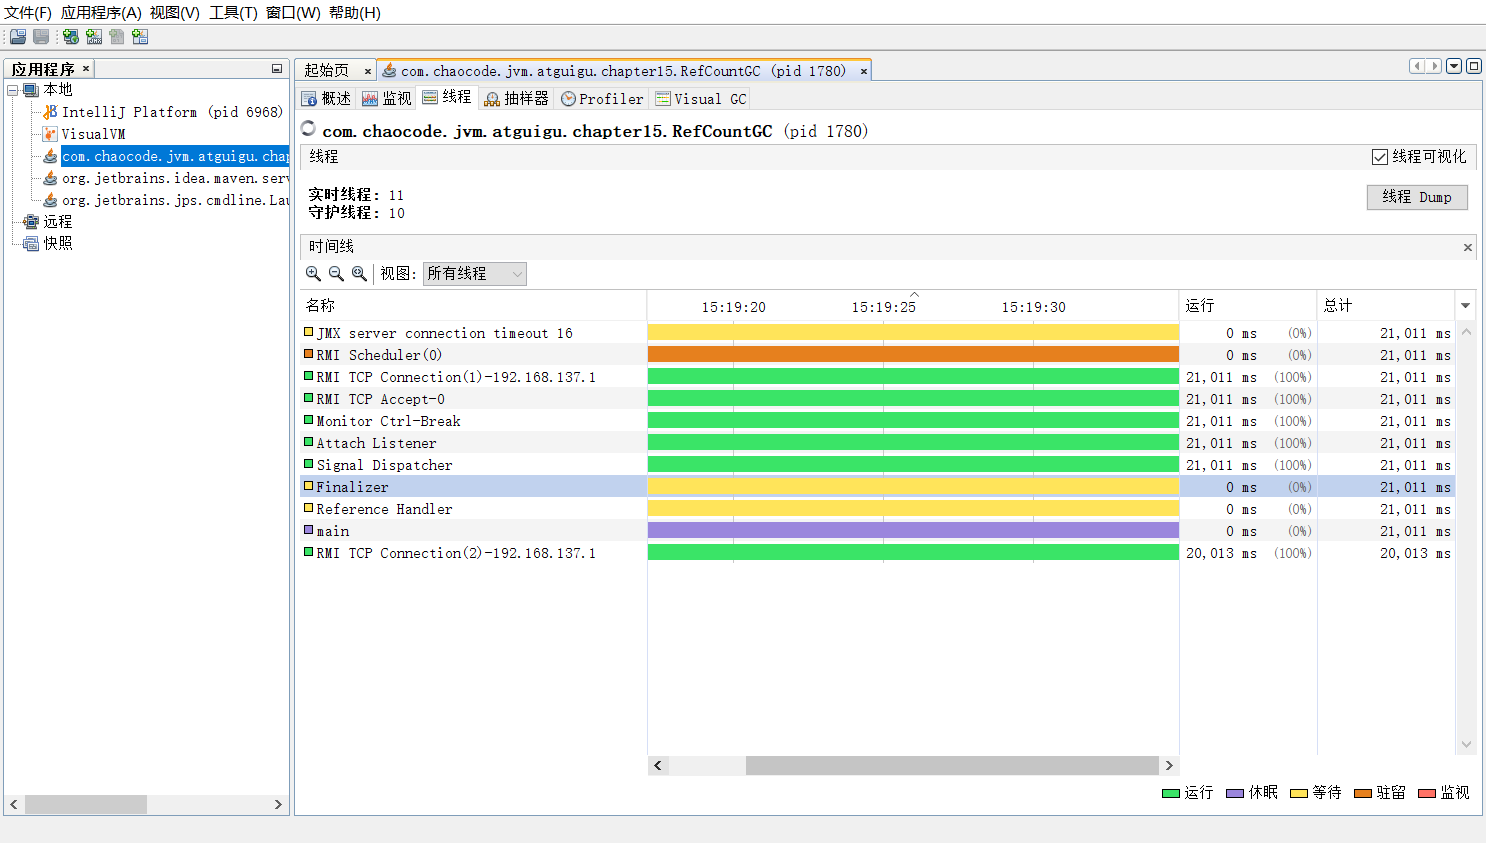 文件(F) 应用程序(A) 视图(V) 工具(T) 窗口(W) 帮助(H)
应用程序
本地
IntelliJ Platform (pid 6968)
VisualVM
com.chaocode.jvm.atguigu.chap
org.jetbrains.idea.maven.serv
org.jetbrains.jps.cmdline.Lau
远程
快照
起始页 com.chaocode.jvm.atguigu.chapter15.RefCountGC (pid 1780)
概述 监视 线程 抽样器 Profiler Visual GC
com.chaocode.jvm.atguigu.chapter15.RefCountGC (pid 1780)
线程 线程可视化
实时线程: 11
守护线程: 10
线程 Dump
时间线
视图: 所有线程
名称 15:19:20 15:19:25 15:19:30 运行 总计
JMX server connection timeout 16 0 ms (0%) 21,011 ms
RMI Scheduler(0) 0 ms (0%) 21,011 ms
RMI TCP Connection(1)-192.168.137.1 21,011 ms (100%) 21,011 ms
RMI TCP Accept-0 21,011 ms (100%) 21,011 ms
Monitor Ctrl-Break 21,011 ms (100%) 21,011 ms
Attach Listener 21,011 ms (100%) 21,011 ms
Signal Dispatcher 21,011 ms (100%) 21,011 ms
Finalizer 0 ms (0%) 21,011 ms
Reference Handler 0 ms (0%) 21,011 ms
main 0 ms (0%) 21,011 ms
RMI TCP Connection(2)-192.168.137.1 20,013 ms (100%) 20,013 ms
运行 休眠 等待 驻留 监视